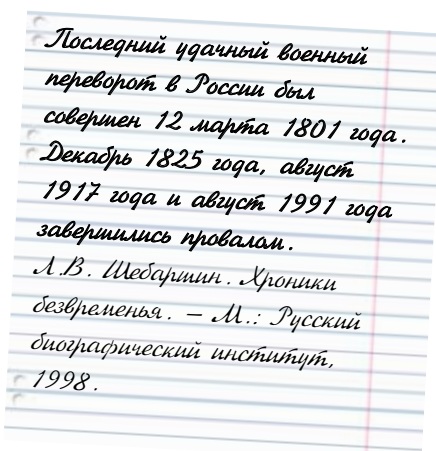 Последний удачный военный
переворот в России был
совершен 12 марта 1801 года.
Декабрь 1825 года, август
1917 года и август 1991 года
завершились провалом.
Л.В. Шебаршин. Хроники
безвременья. – М.: Русский
биографический институт,
1998.